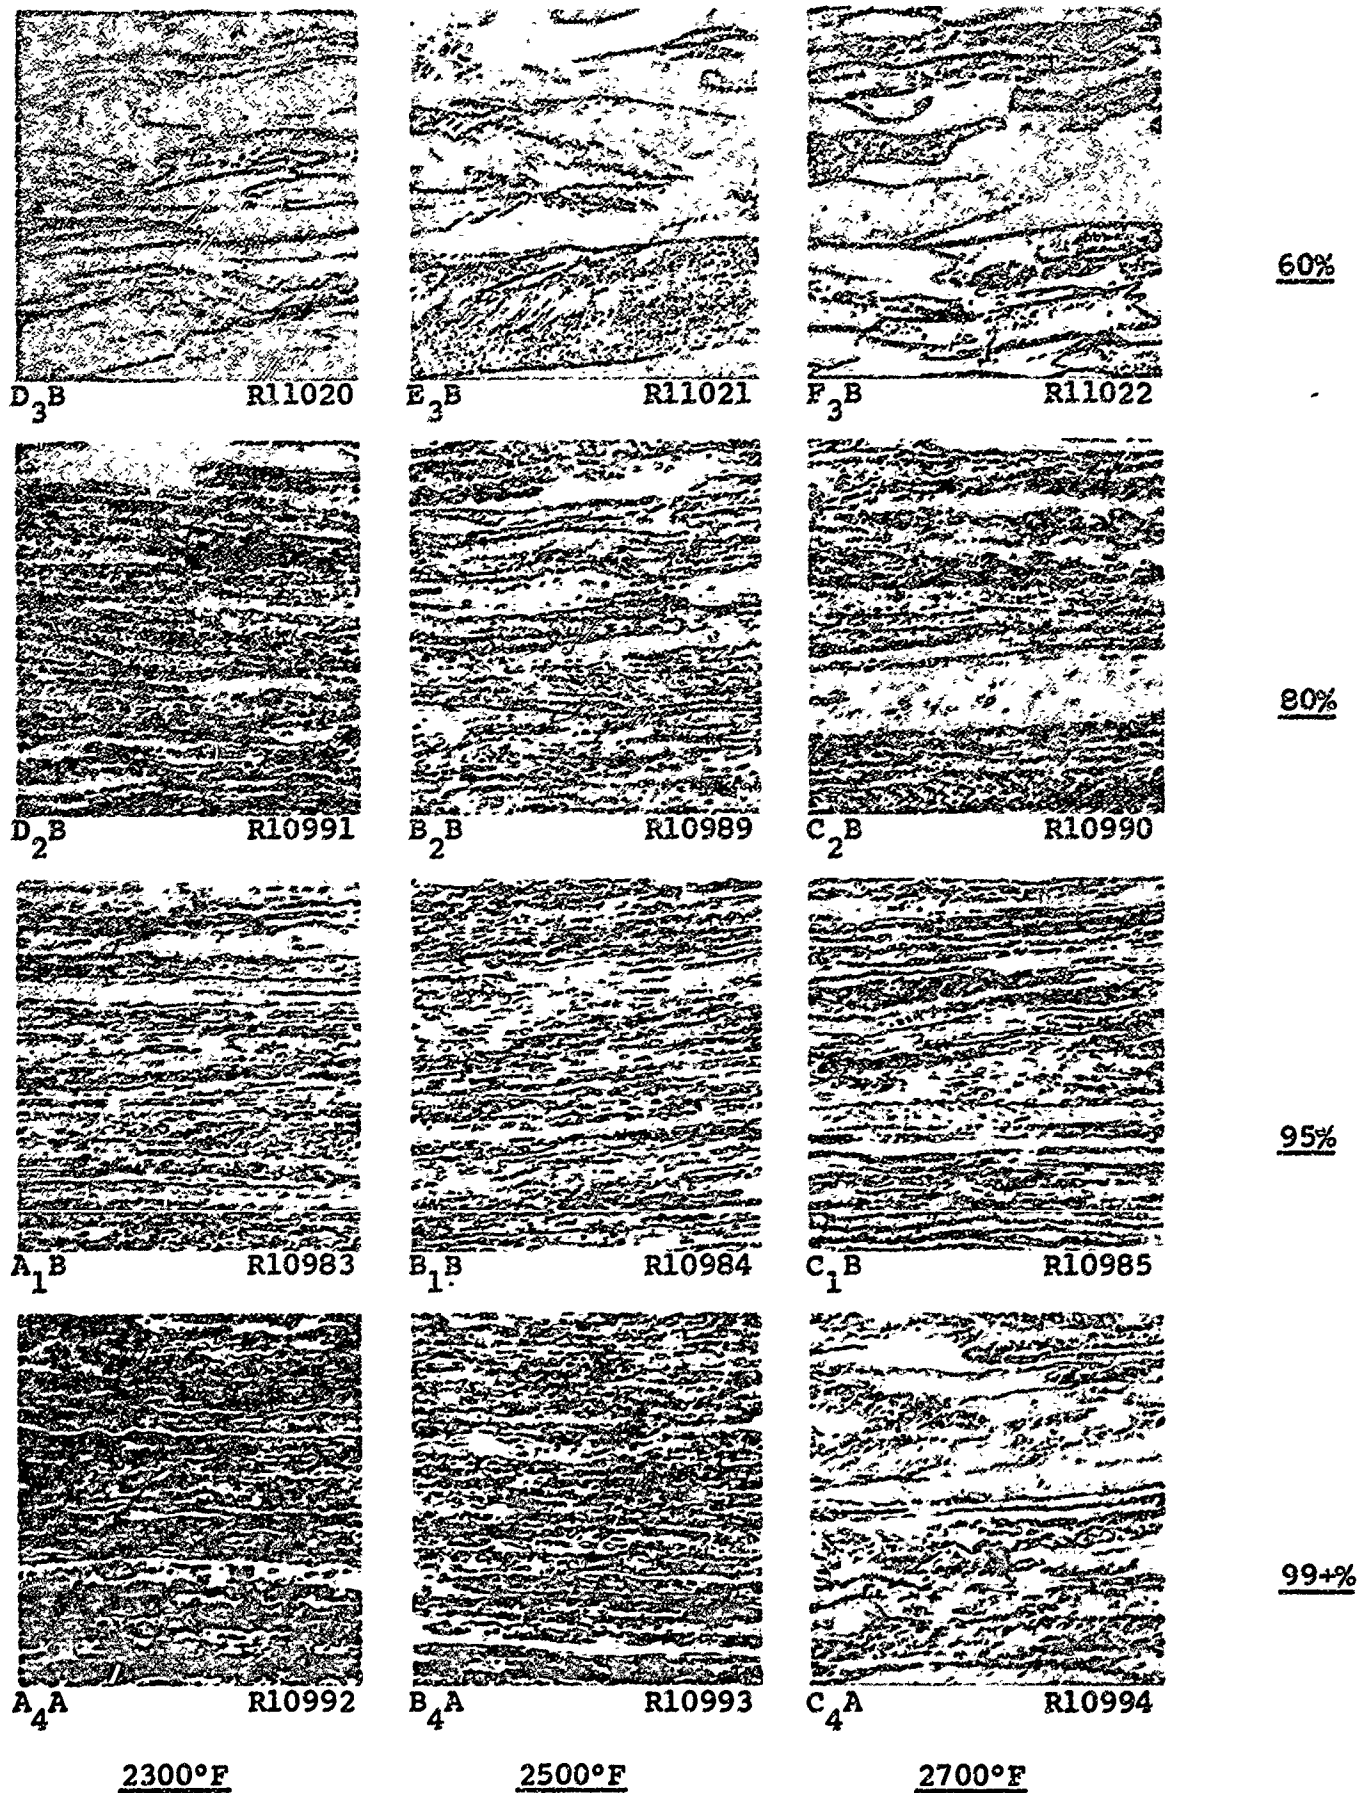 60%
D₃B R11020 E₃B R11021 F₃B R11022
80%
D₂B R10991 B₂B R10989 C₂B R10990
95%
A₁B R10983 B₁B R10984 C₁B R10985
99+%
A₄A R10992 B₄A R10993 C₄A R10994
2300°F 2500°F 2700°F